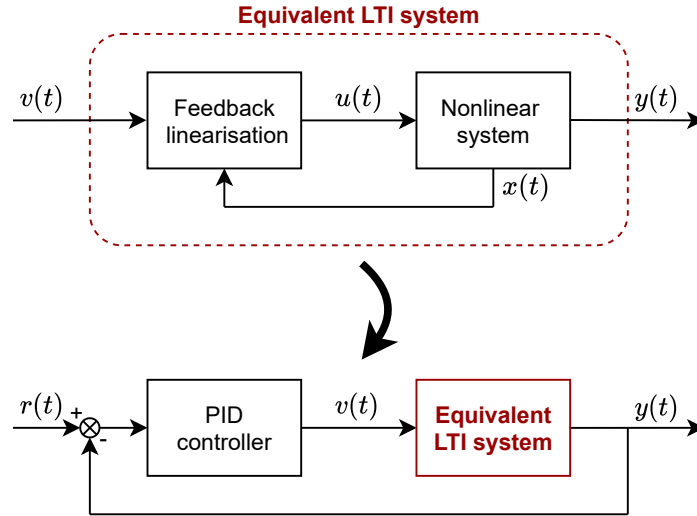 Equivalent LTI system
v(t)
Feedback
linearisation
u(t)
Nonlinear
system
y(t)
x(t)
r(t)
+
-
PID
controller
v(t)
Equivalent
LTI system
y(t)